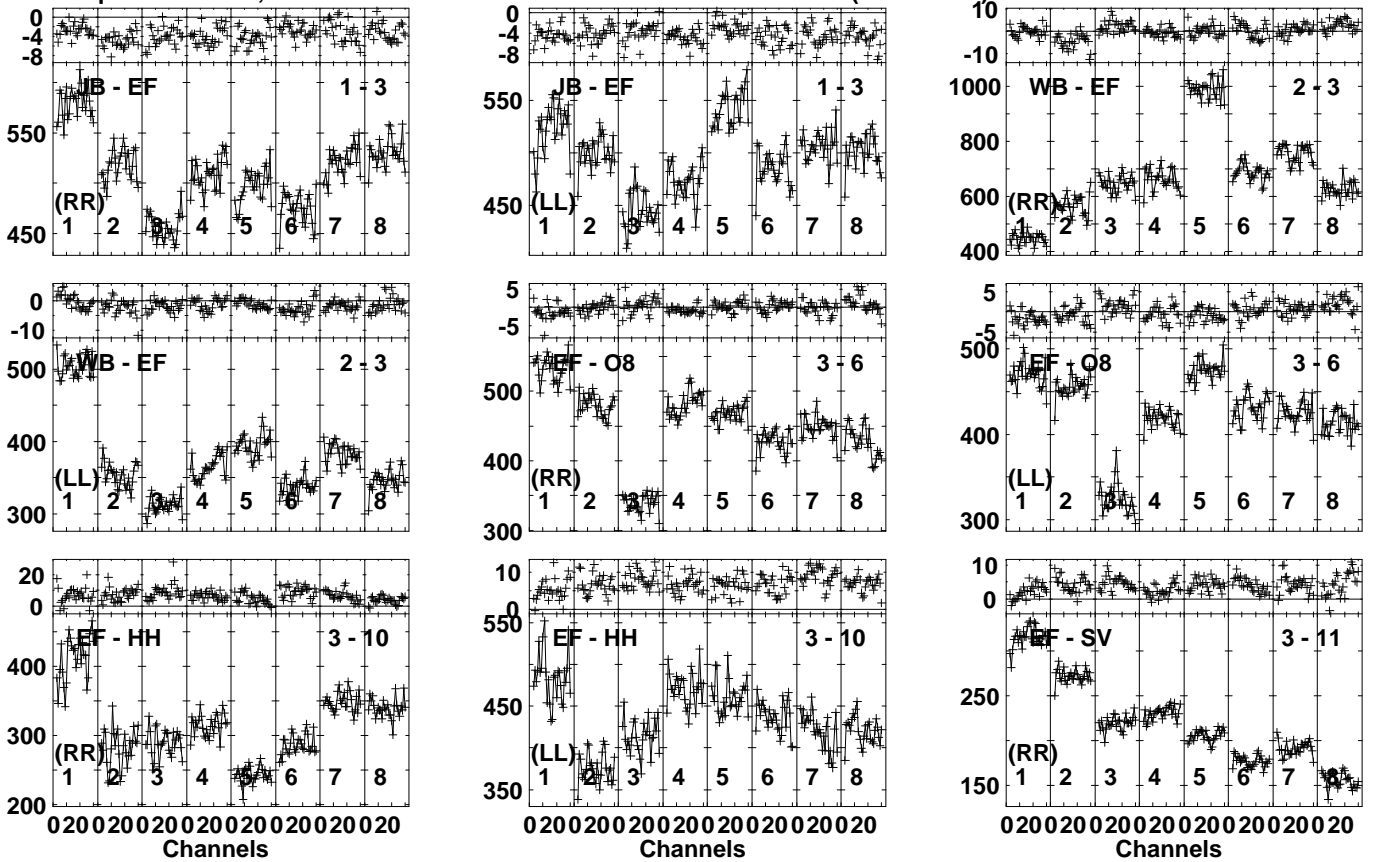 0
-4
-8
JB - EF 1 - 3
550
450
(RR)
1 2 3 4 5 6 7 8
0
-4
-8
JB - EF 1 - 3
550
450
(LL)
1 2 3 4 5 6 7 8
10
-10
WB - EF 2 - 3
1000
800
600
400
(RR)
1 2 3 4 5 6 7 8
0
-10
WB - EF 2 - 3
500
400
300
(LL)
1 2 3 4 5 6 7 8
5
-5
EF - O8 3 - 6
500
400
300
(RR)
1 2 3 4 5 6 7 8
5
-5
EF - O8 3 - 6
500
400
300
(LL)
1 2 3 4 5 6 7 8
20
0
EF - HH 3 - 10
400
300
200
(RR)
1 2 3 4 5 6 7 8
0 20 0 20 0 20 0 20 0 20 0 20 0 20 0 20
Channels
10
0
EF - HH 3 - 10
550
450
350
(LL)
1 2 3 4 5 6 7 8
0 20 0 20 0 20 0 20 0 20 0 20 0 20 0 20
Channels
10
0
EF - SV 3 - 11
250
150
(RR)
1 2 3 4 5 6 7 8
0 20 0 20 0 20 0 20 0 20 0 20 0 20 0 20
Channels